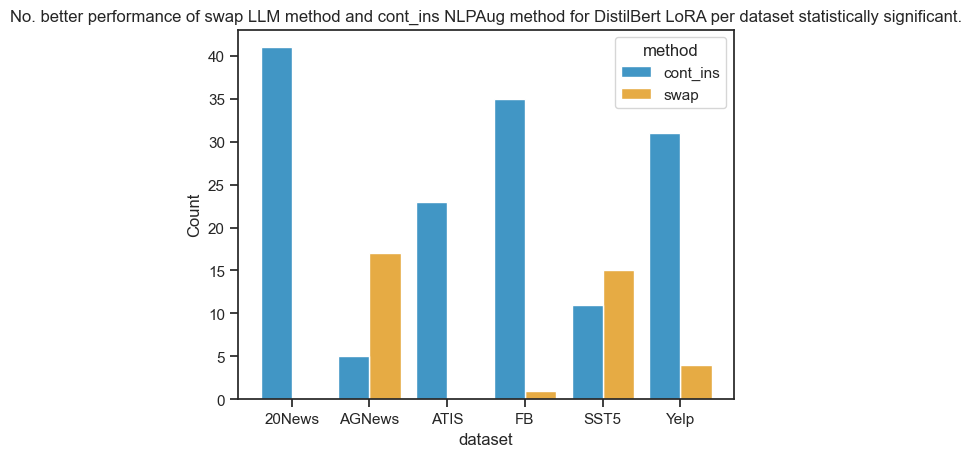 No. better performance of swap LLM method and cont_ins NLPAug method for DistilBert LoRA per dataset statistically significant.
method
cont_ins
swap
Count
40
35
30
25
20
15
10
5
0
20News AGNews ATIS FB SST5 Yelp
dataset